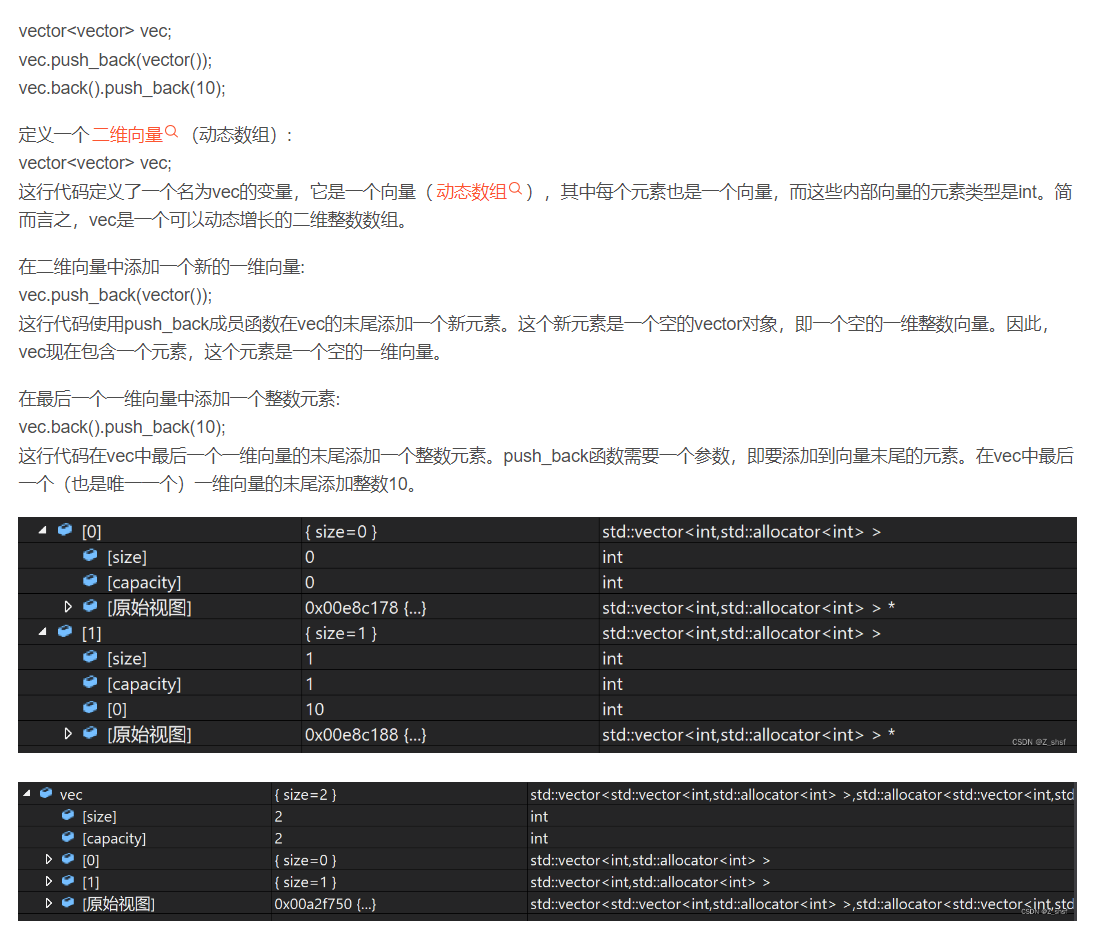 vector<vector> vec;
vec.push_back(vector());
vec.back().push_back(10);
定义一个 二维向量 （动态数组）:
vector<vector> vec;
这行代码定义了一个名为vec的变量，它是一个向量（ 动态数组 ），其中每个元素也是一个向量，而这些内部向量的元素类型是int。简
而言之，vec是一个可以动态增长的二维整数数组。
在二维向量中添加一个新的一维向量:
vec.push_back(vector());
这行代码使用push_back成员函数在vec的末尾添加一个新元素。这个新元素是一个空的vector对象，即一个空的一维整数向量。因此，
vec现在包含一个元素，这个元素是一个空的一维向量。
在最后一个一维向量中添加一个整数元素:
vec.back().push_back(10);
这行代码在vec中最后一个一维向量的末尾添加一个整数元素。push_back函数需要一个参数，即要添加到向量末尾的元素。在vec中最后
一个（也是唯一一个）一维向量的末尾添加整数10。
[0] { size=0 } std::vector<int,std::allocator<int> >
[size] 0 int
[capacity] 0 int
[原始视图] 0x00e8c178 {...} std::vector<int,std::allocator<int> > *
[1] { size=1 } std::vector<int,std::allocator<int> >
[size] 1 int
[capacity] 1 int
[0] 10 int
[原始视图] 0x00e8c188 {...} std::vector<int,std::allocator<int> > *
CSDN @Z_shsf
vec { size=2 } std::vector<std::vector<int,std::allocator<int> >,std::allocator<std::vector<int,std
[size] 2 int
[capacity] 2 int
[0] { size=0 } std::vector<int,std::allocator<int> >
[1] { size=1 } std::vector<int,std::allocator<int> >
[原始视图] 0x00a2f750 {...} std::vector<std::vector<int,std::allocator<int> >,std::allocator<std::vector<int,std
CSDN @Z_shsf